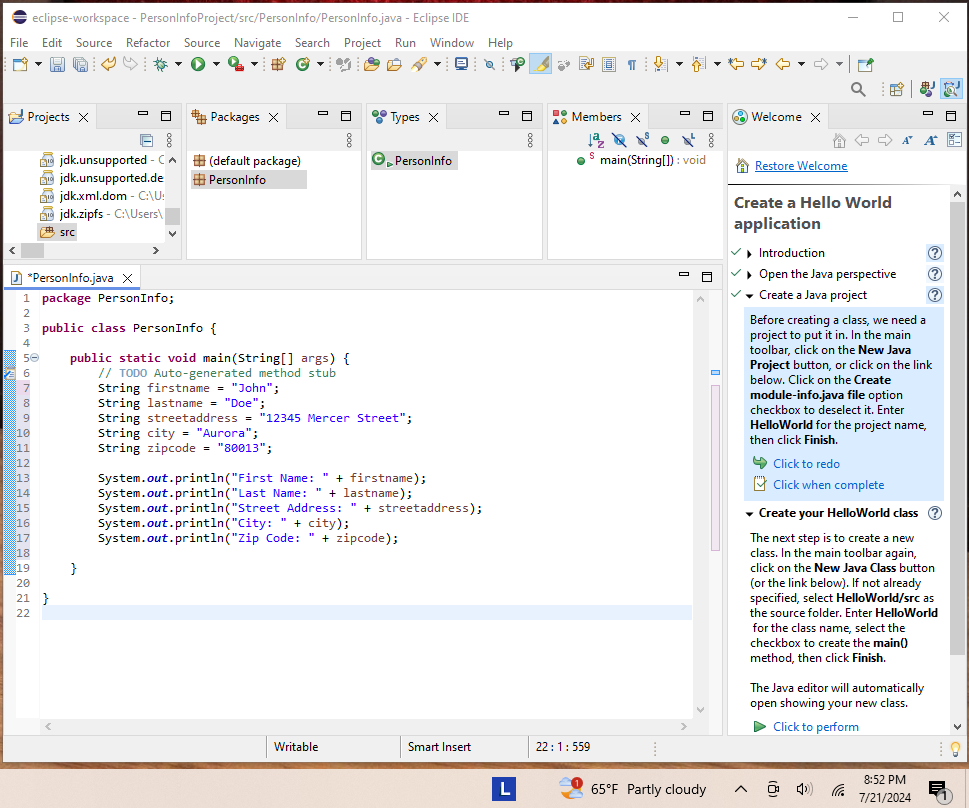 eclipse-workspace - PersonInfoProject/src/PersonInfo/PersonInfo.java - Eclipse IDE
File Edit Source Refactor Source Navigate Search Project Run Window Help
Projects
jdk.unsupported - C
jdk.unsupported.de
jdk.xml.dom - C:\U
jdk.zipfs - C:\Users\
src
Packages
(default package)
PersonInfo
Types
PersonInfo
Members
main(String[]) : void
Welcome
Restore Welcome
Create a Hello World
application
Introduction
Open the Java perspective
Create a Java project
Before creating a class, we need a
project to put it in. In the main
toolbar, click on the New Java
Project button, or click on the link
below. Click on the Create
module-info.java file option
checkbox to deselect it. Enter
HelloWorld for the project name,
then click Finish.
Click to redo
Click when complete
Create your HelloWorld class
The next step is to create a new
class. In the main toolbar again,
click on the New Java Class button
(or the link below). If not already
specified, select HelloWorld/src as
the source folder. Enter HelloWorld
for the class name, select the
checkbox to create the main()
method, then click Finish.
The Java editor will automatically
open showing your new class.
Click to perform
*PersonInfo.java
1 package PersonInfo;
2
3 public class PersonInfo {
4
5 public static void main(String[] args) {
6 // TODO Auto-generated method stub
7 String firstname = "John";
8 String lastname = "Doe";
9 String streetaddress = "12345 Mercer Street";
10 String city = "Aurora";
11 String zipcode = "80013";
12
13 System.out.println("First Name: " + firstname);
14 System.out.println("Last Name: " + lastname);
15 System.out.println("Street Address: " + streetaddress);
16 System.out.println("City: " + city);
17 System.out.println("Zip Code: " + zipcode);
18
19 }
20
21 }
22
Writable Smart Insert 22 : 1 : 559
L 1 65°F Partly cloudy 8:52 PM
7/21/2024 1